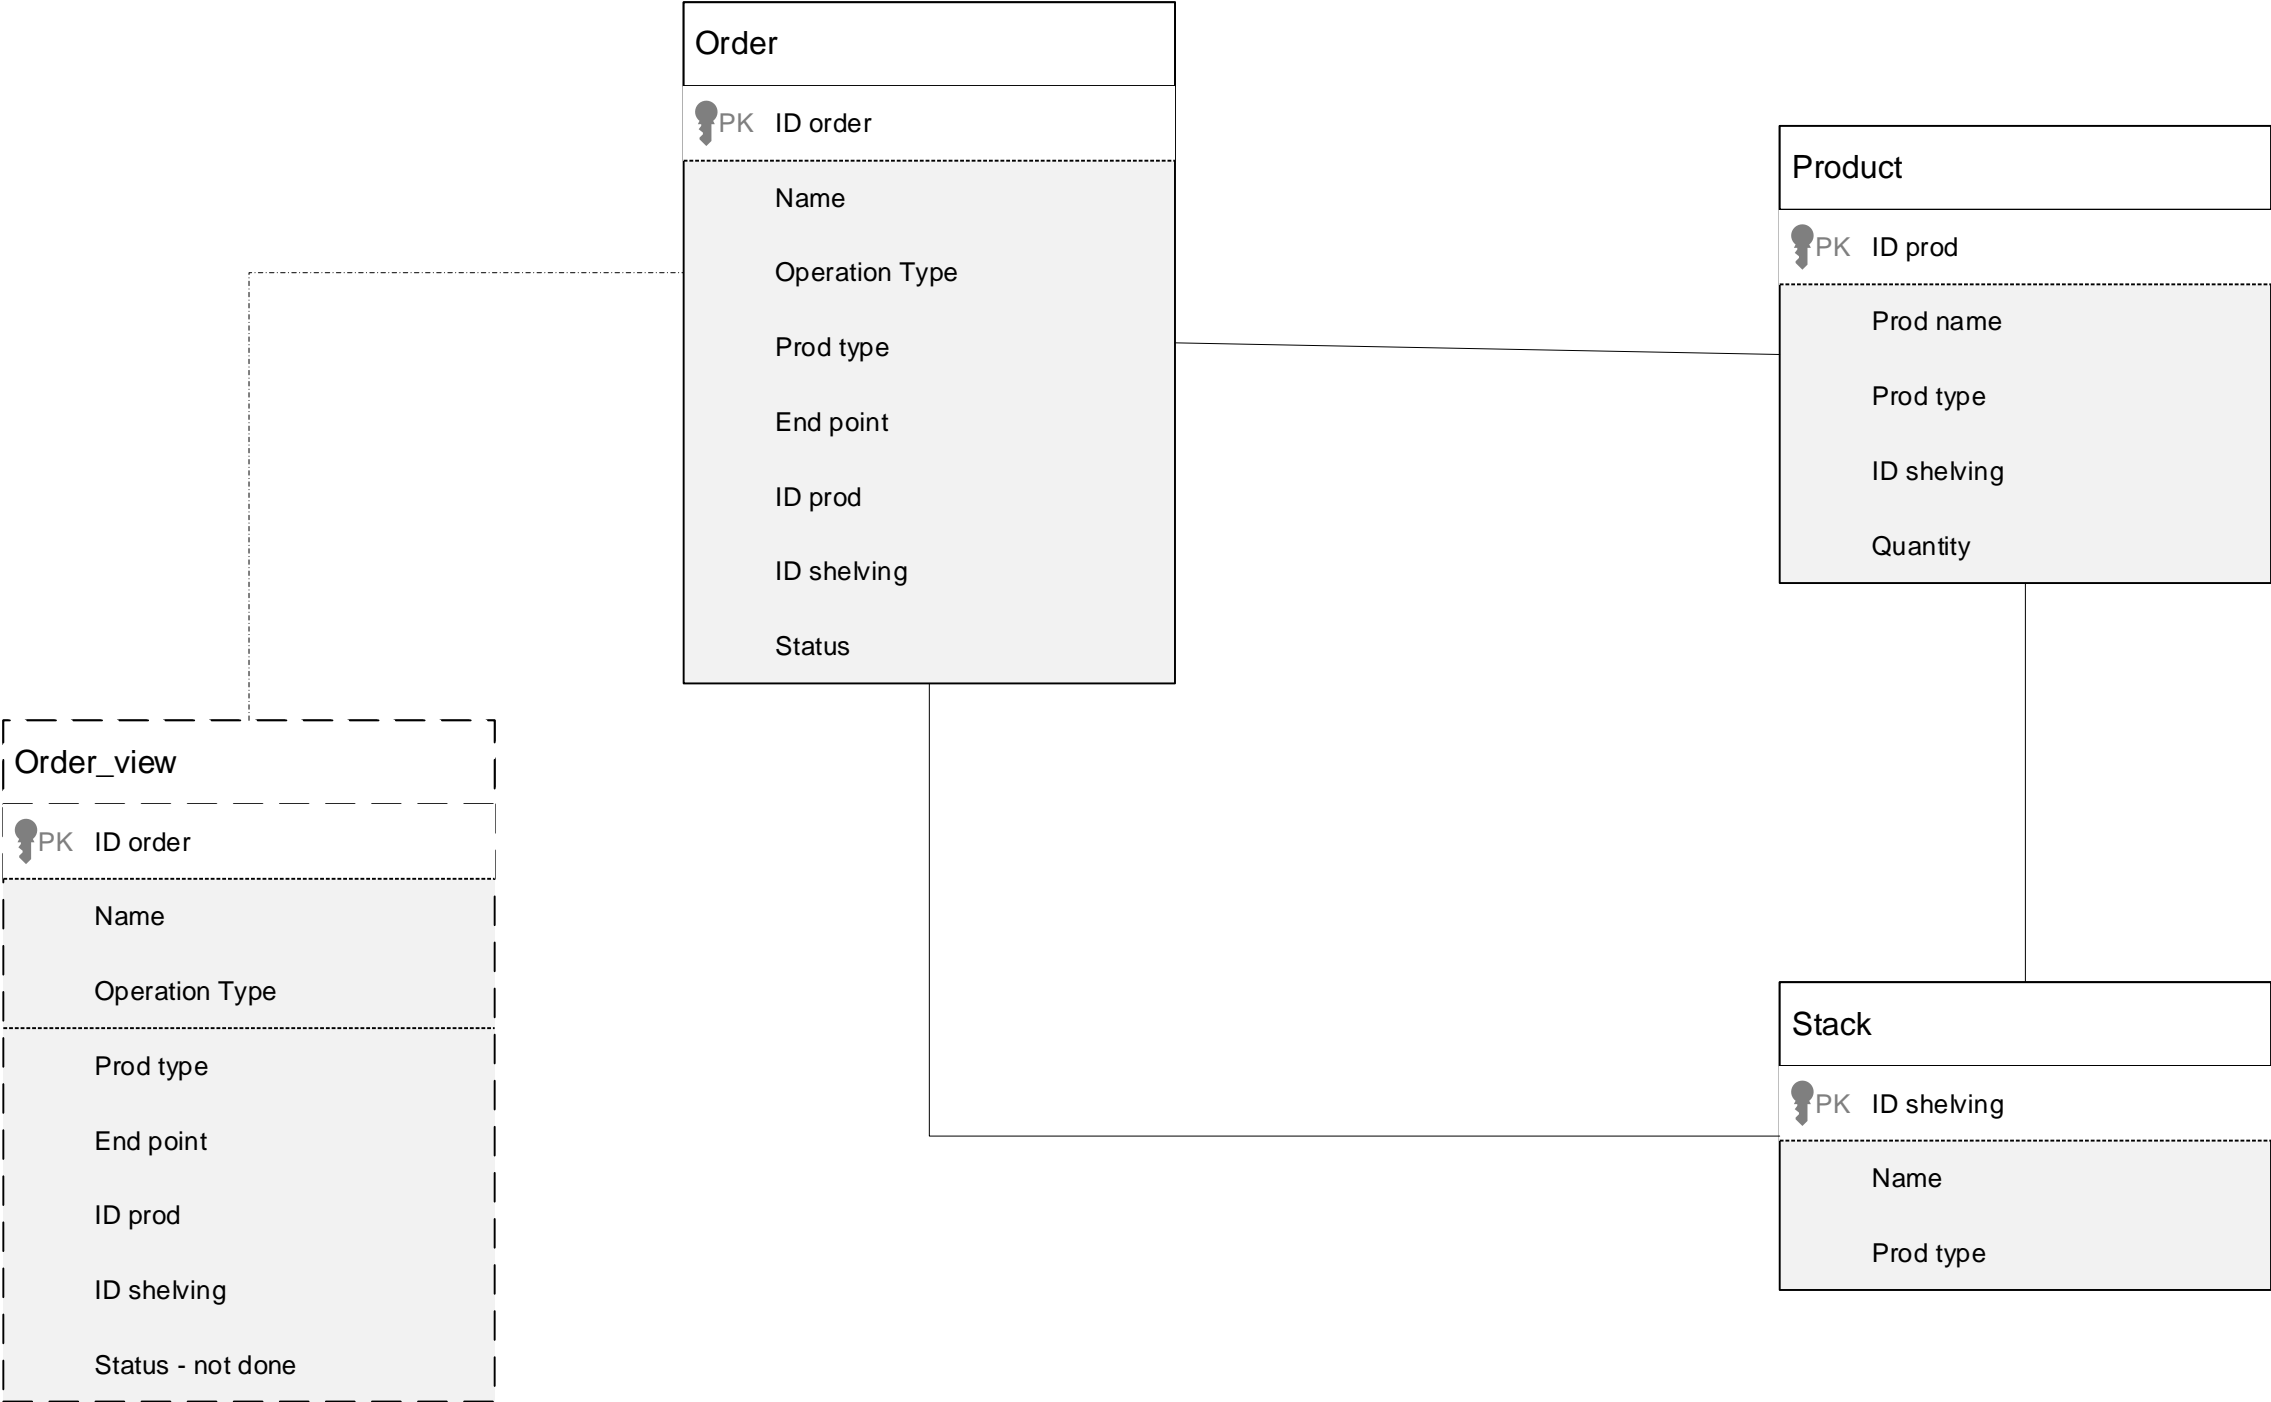 Order
PK ID order
Name
Operation Type
Prod type
End point
ID prod
ID shelving
Status
Product
PK ID prod
Prod name
Prod type
ID shelving
Quantity
Order_view
PK ID order
Name
Operation Type
Prod type
End point
ID prod
ID shelving
Status - not done
Stack
PK ID shelving
Name
Prod type